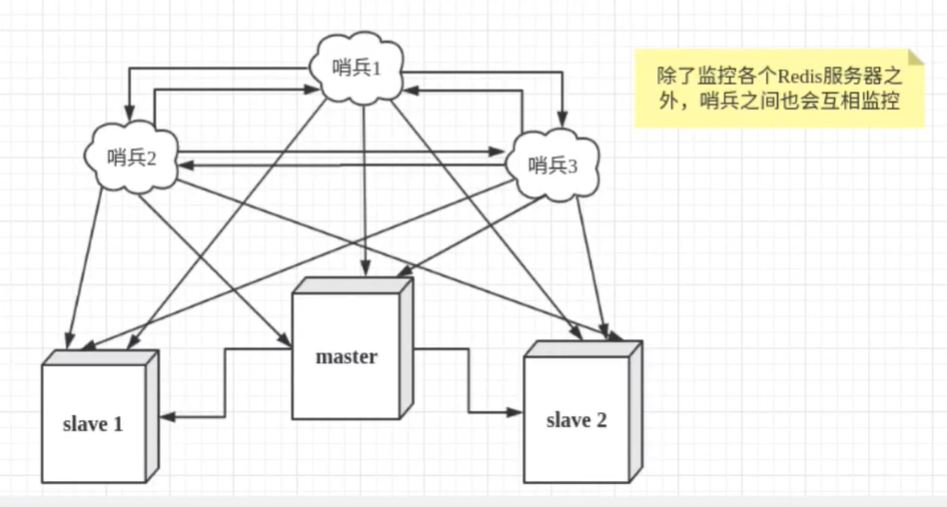 哨兵1
除了监控各个Redis服务器之
外，哨兵之间也会互相监控
哨兵2
哨兵3
master
slave 1
slave 2